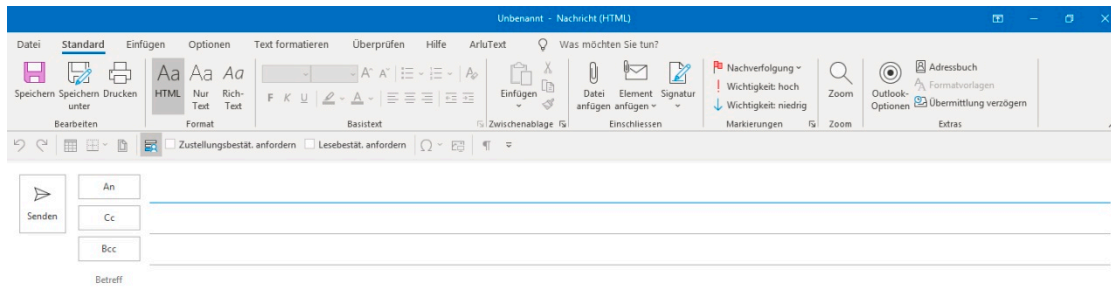 Unbenannt - Nachricht (HTML)
Datei Standard Einfügen Optionen Text formatieren Überprüfen Hilfe ArluText Was möchten Sie tun?
Speichern Speichern unter Drucken
Bearbeiten
Aa HTML Aa Nur Text Aa Rich-Text
Format
F K U A A A A
Basistext
Einfügen
Zwischenablage
Datei anfügen Element anfügen Signatur
Einschliessen
Nachverfolgung
Wichtigkeit: hoch
Wichtigkeit: niedrig
Markierungen
Zoom
Zoom
Outlook-Optionen
Adressbuch
Formatvorlagen
Übermittlung verzögern
Extras
Zustellungsbestät. anfordern Lesebestät. anfordern Ω ¶
Senden
An
Cc
Bcc
Betreff